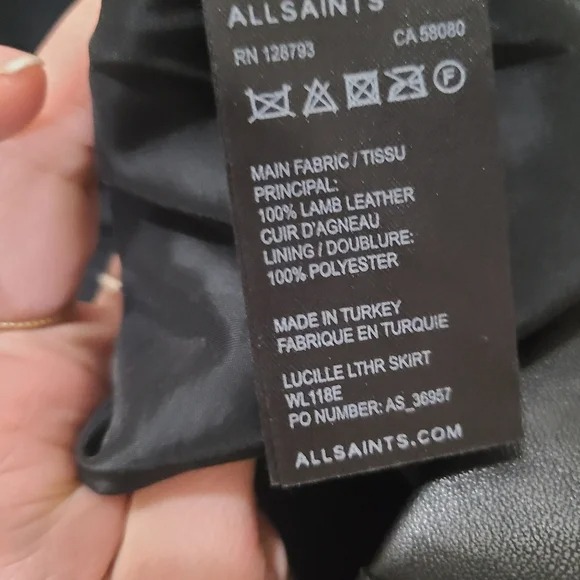 ALLSAINTS
RN 128793 CA 58080
F
MAIN FABRIC / TISSU
PRINCIPAL:
100% LAMB LEATHER
CUIR D'AGNEAU
LINING / DOUBLURE:
100% POLYESTER
MADE IN TURKEY
FABRIQUE EN TURQUIE
LUCILLE LTHR SKIRT
WL118E
PO NUMBER: AS_36957
ALLSAINTS.COM